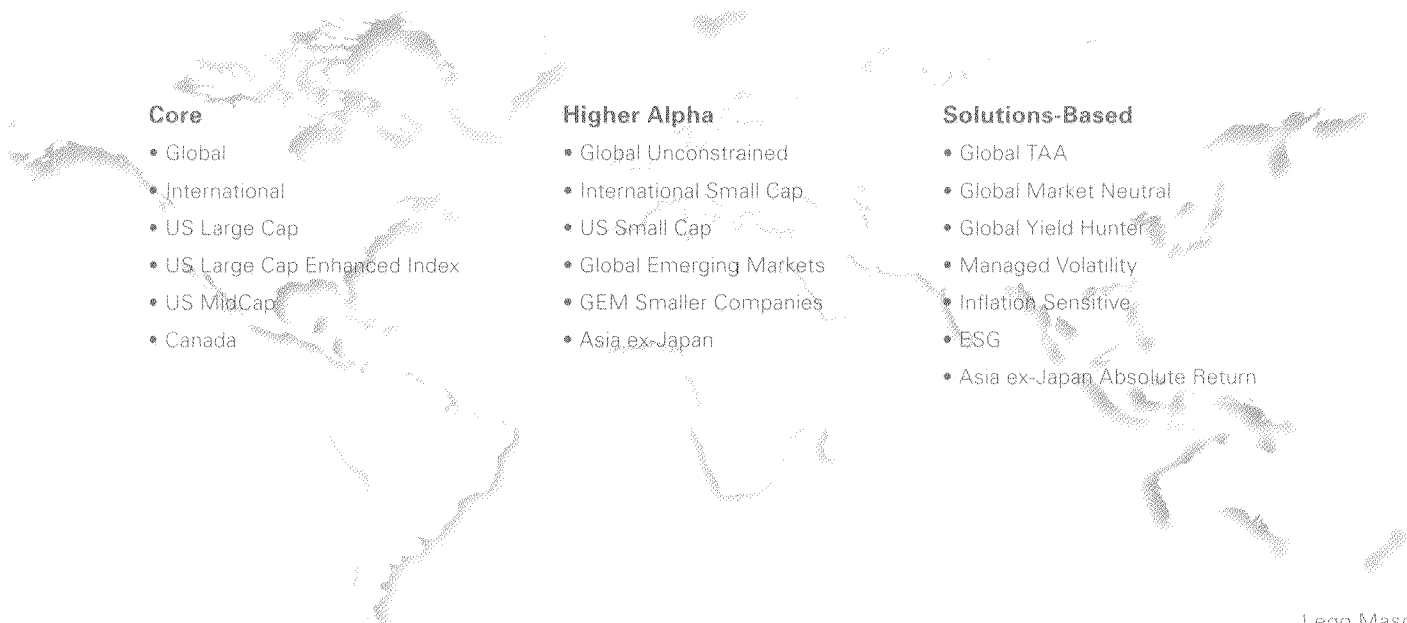 Core
• Global
• International
• US Large Cap
• US Large Cap Enhanced Index
• US MidCap
• Canada
Higher Alpha
• Global Unconstrained
• International Small Cap
• US Small Cap
• Global Emerging Markets
• GEM Smaller Companies
• Asia ex-Japan
Solutions-Based
• Global TAA
• Global Market Neutral
• Global Yield Hunter
• Managed Volatility
• Inflation Sensitive
• ESG
• Asia ex-Japan Absolute Return